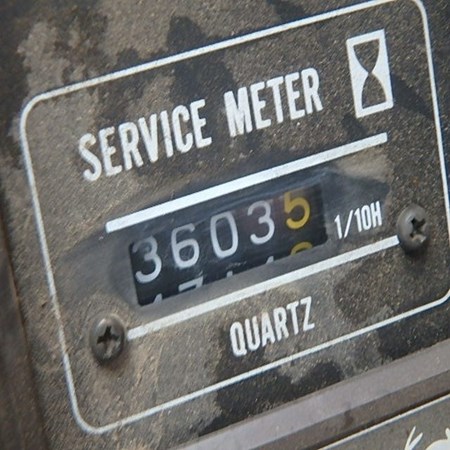 SERVICE METER
36035 1/10H
QUARTZ